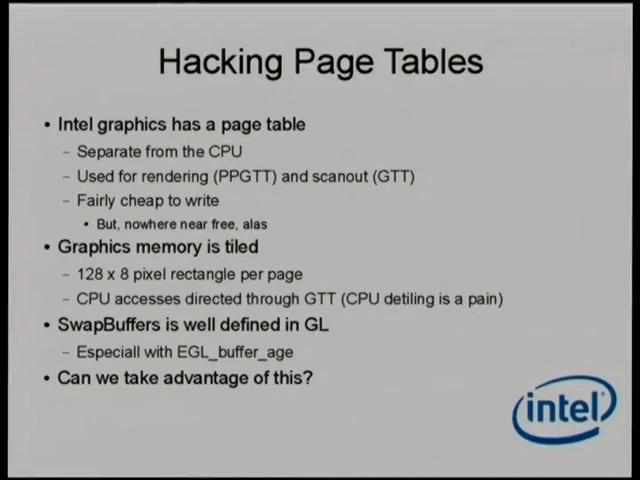 Hacking Page Tables
• Intel graphics has a page table
– Separate from the CPU
– Used for rendering (PPGTT) and scanout (GTT)
– Fairly cheap to write
• But, nowhere near free, alas
• Graphics memory is tiled
– 128 x 8 pixel rectangle per page
– CPU accesses directed through GTT (CPU detiling is a pain)
• SwapBuffers is well defined in GL
– Especiall with EGL_buffer_age
• Can we take advantage of this?
intel